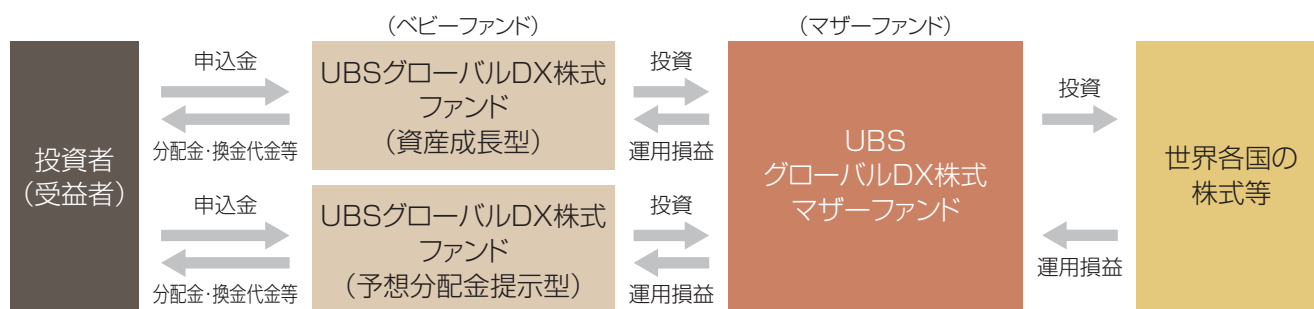 (ベビーファンド)
(マザーファンド)
投資者
(受益者)
申込金
分配金・換金代金等
UBSグローバルDX株式
ファンド
(資産成長型)
投資
運用損益
申込金
分配金・換金代金等
UBSグローバルDX株式
ファンド
(予想分配金提示型)
投資
運用損益
UBS
グローバルDX株式
マザーファンド
投資
運用損益
世界各国の
株式等